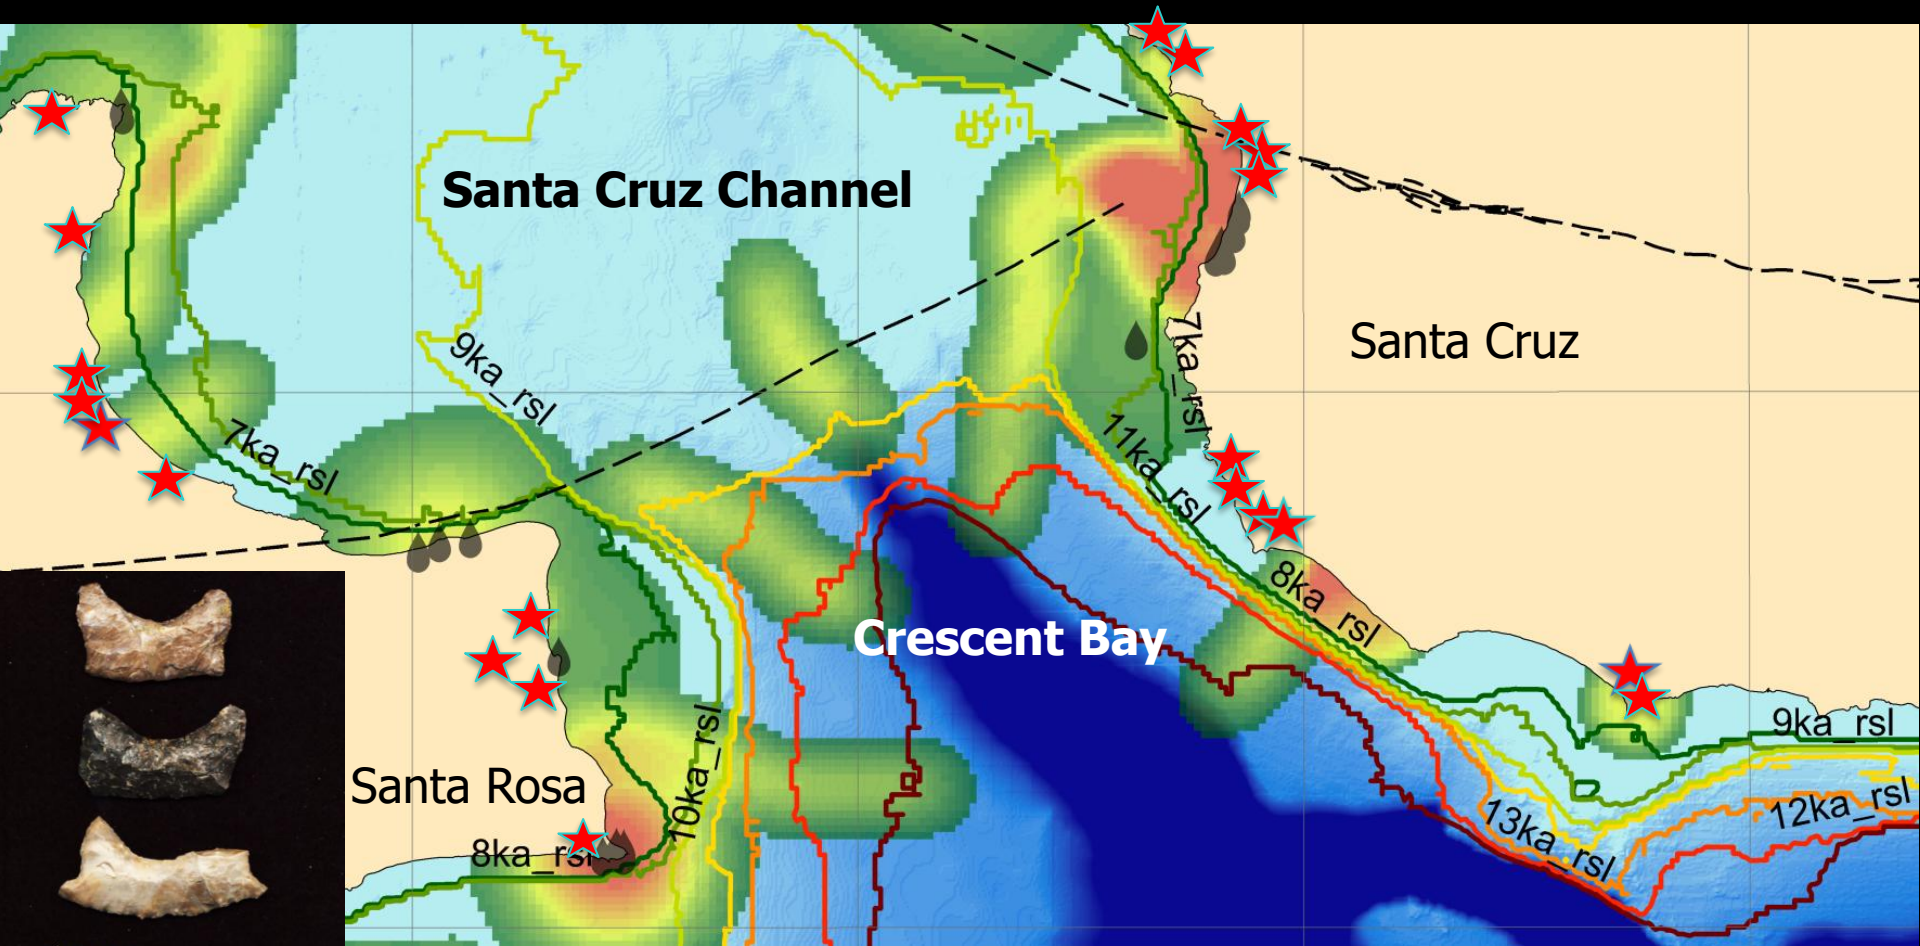 Santa Cruz Channel
Santa Cruz
9ka_rsl
7ka_rsl
7ka_rsl
11ka_rsl
8ka_rsl
Crescent Bay
9ka_rsl
10ka_rsl
Santa Rosa
12ka_rsl
13ka_rsl
8ka_rsl